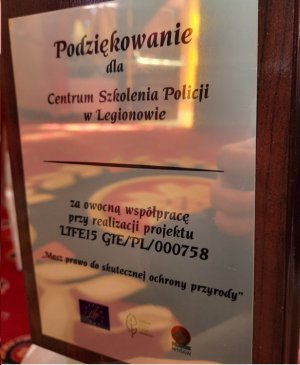 Podziękowanie
dla
Centrum Szkolenia Policji
w Legionowie
za owocną współpracę
przy realizacji projektu
LIFE15 GIE/PL/000758
„Masz prawo do skutecznej ochrony przyrody”